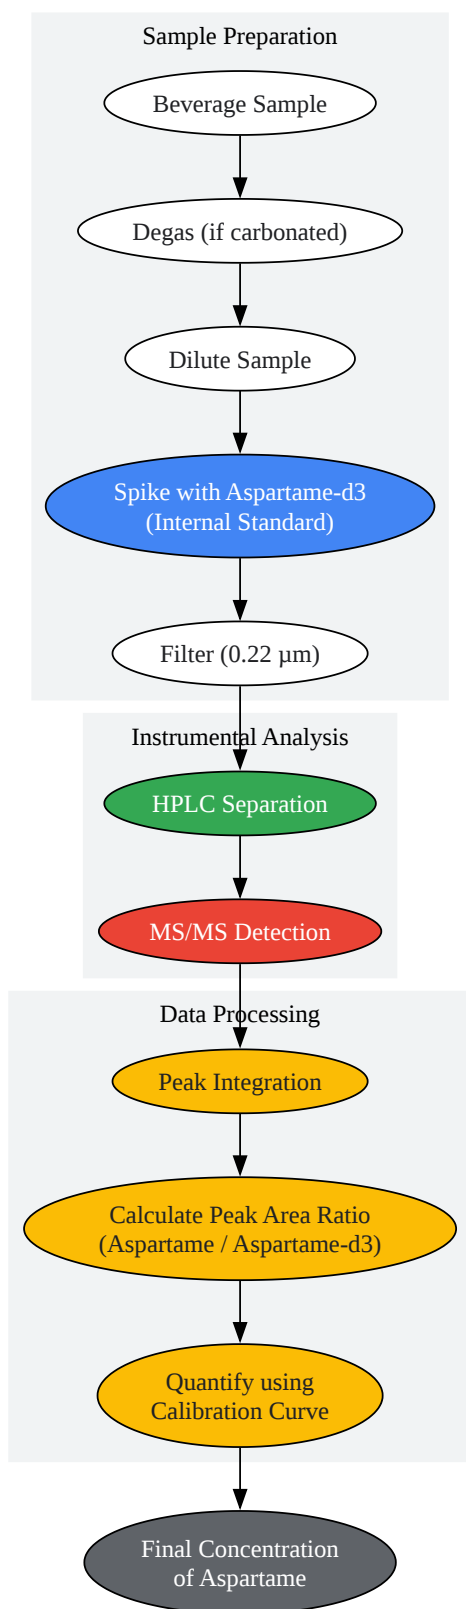 Sample Preparation
Beverage Sample
Degas (if carbonated)
Dilute Sample
Spike with Aspartame-d3
(Internal Standard)
Filter (0.22 µm)
Instrumental Analysis
HPLC Separation
MS/MS Detection
Data Processing
Peak Integration
Calculate Peak Area Ratio
(Aspartame / Aspartame-d3)
Quantify using
Calibration Curve
Final Concentration
of Aspartame